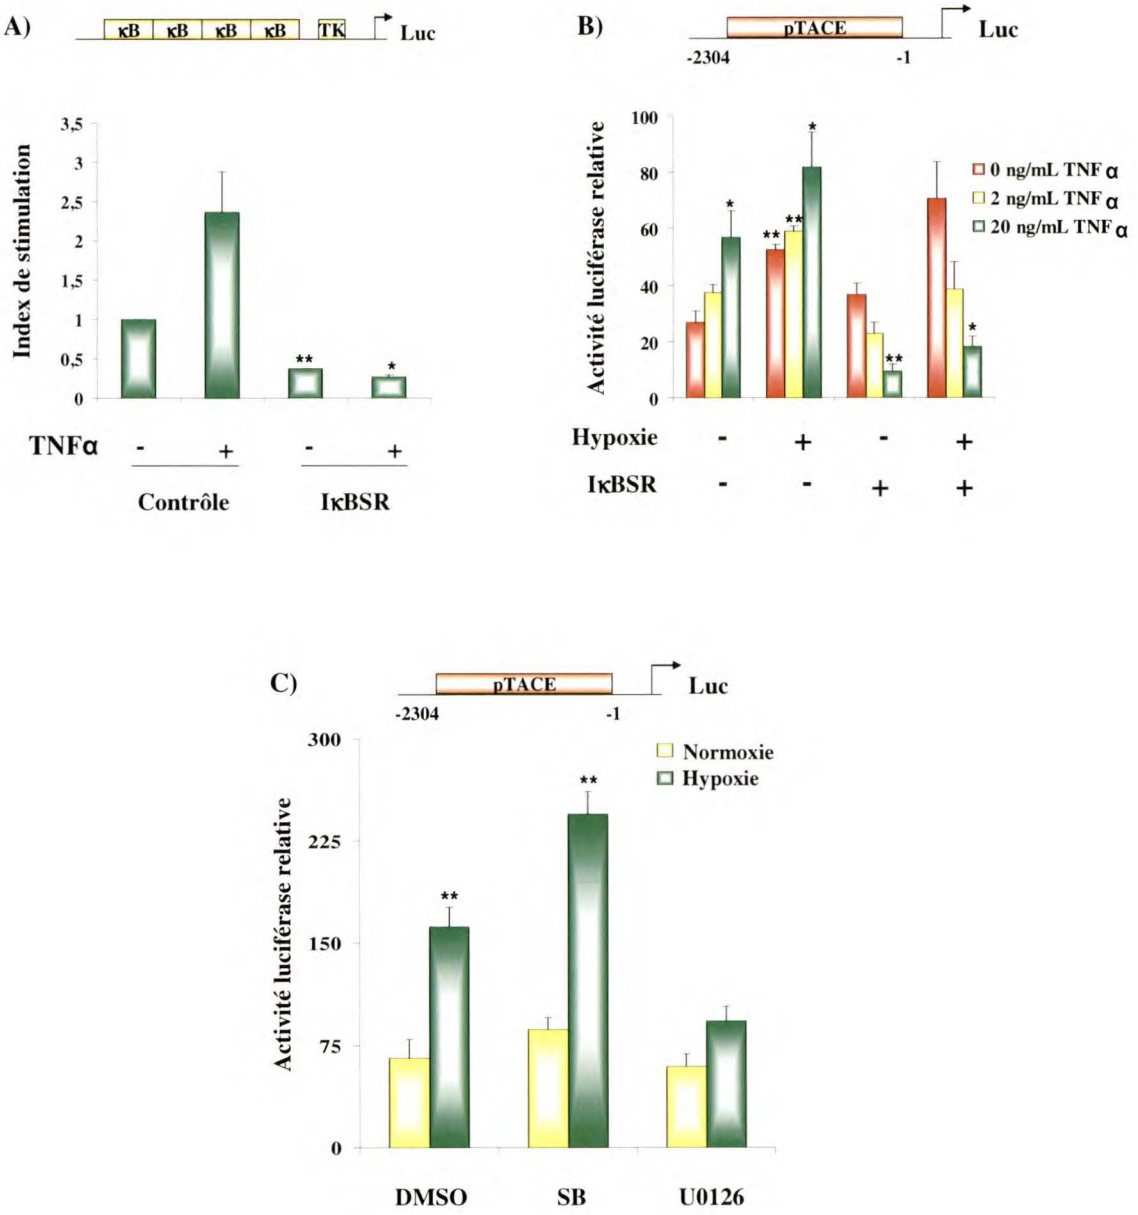 A)
κB κB κB κB TK Luc
Index de stimulation
3,5
3
2,5
2
1,5
1
0,5
0
** *
TNFα - + - +
Contrôle IκBSR
B)
pTACE Luc
-2304 -1
Activité luciférase relative
100
80
60
40
20
0
* ** ** * ** *
0 ng/mL TNF α
2 ng/mL TNF α
20 ng/mL TNF α
Hypoxie - + - +
IκBSR - - + +
C)
pTACE Luc
-2304 -1
Activité luciférase relative
300
225
150
75
0
** **
Normoxie
Hypoxie
DMSO SB U0126